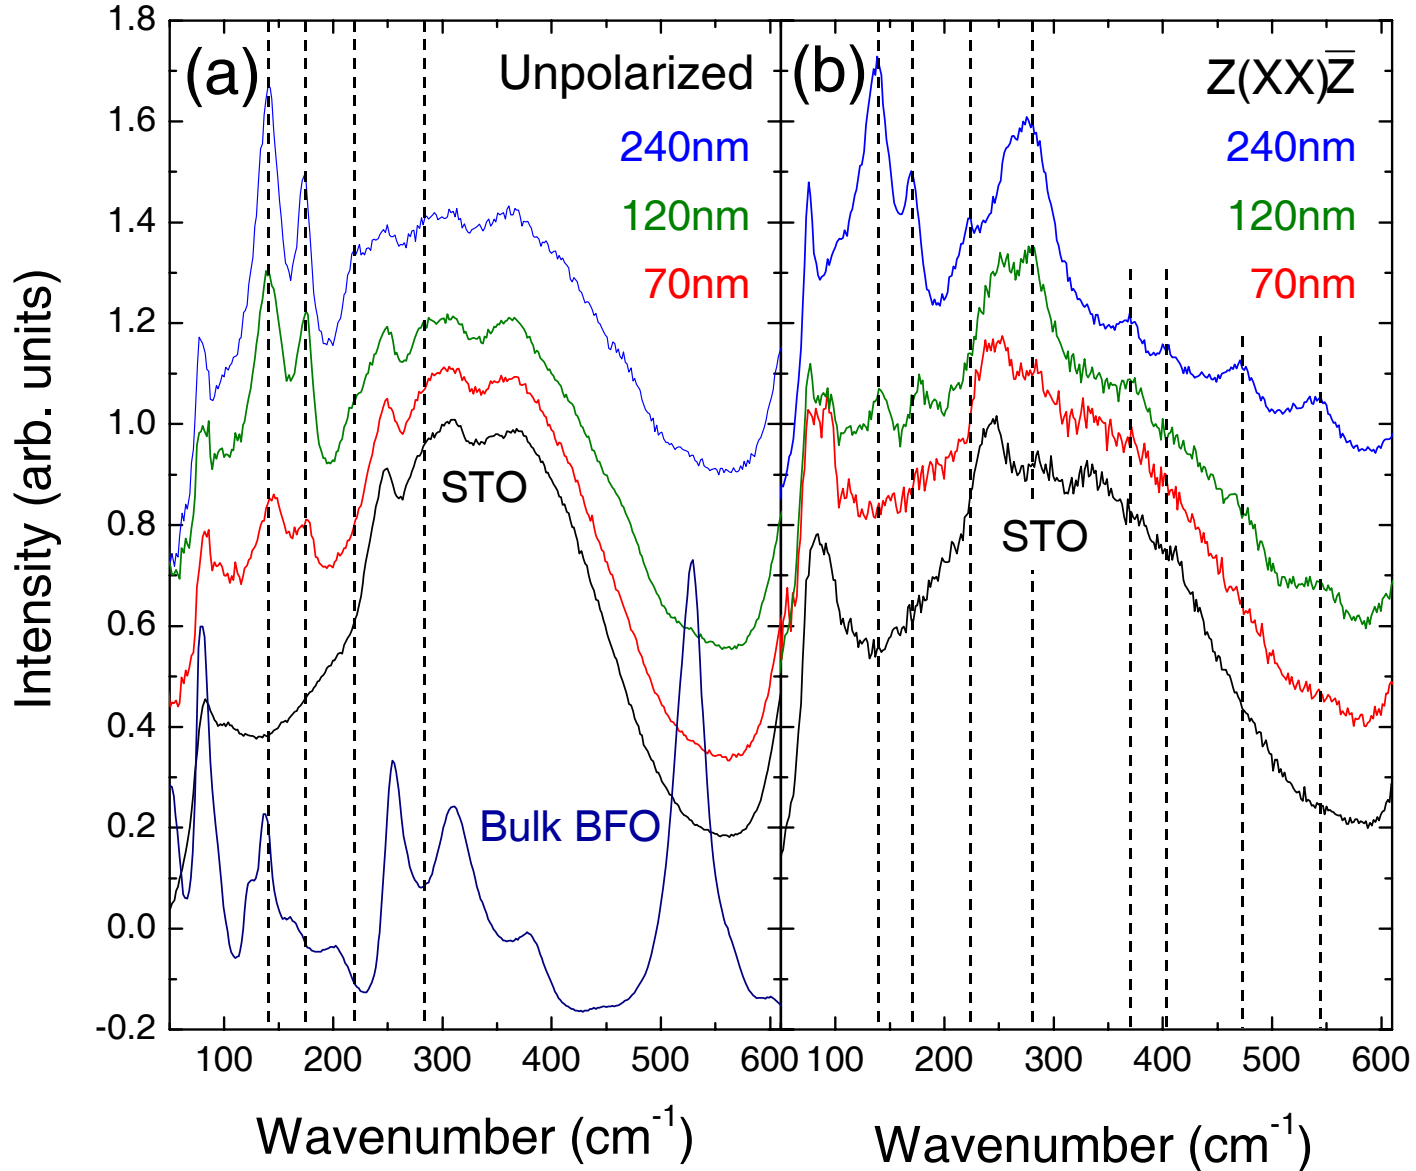 (a)
Unpolarized
240nm
120nm
70nm
STO
Bulk BFO
(b)
Z(XX)Z̅
240nm
120nm
70nm
STO
Intensity (arb. units)
1.8
1.6
1.4
1.2
1.0
0.8
0.6
0.4
0.2
0.0
-0.2
100 200 300 400 500 600
100 200 300 400 500 600
Wavenumber (cm⁻¹)
Wavenumber (cm⁻¹)